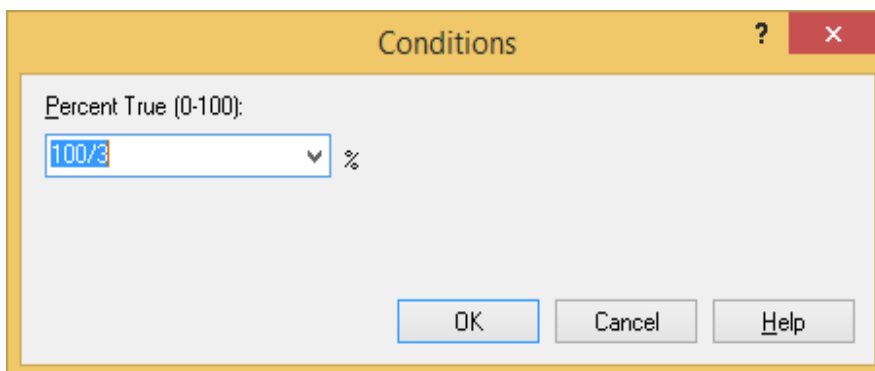 Conditions ? ×
Percent True (0-100):
100/3 %
OK Cancel Help